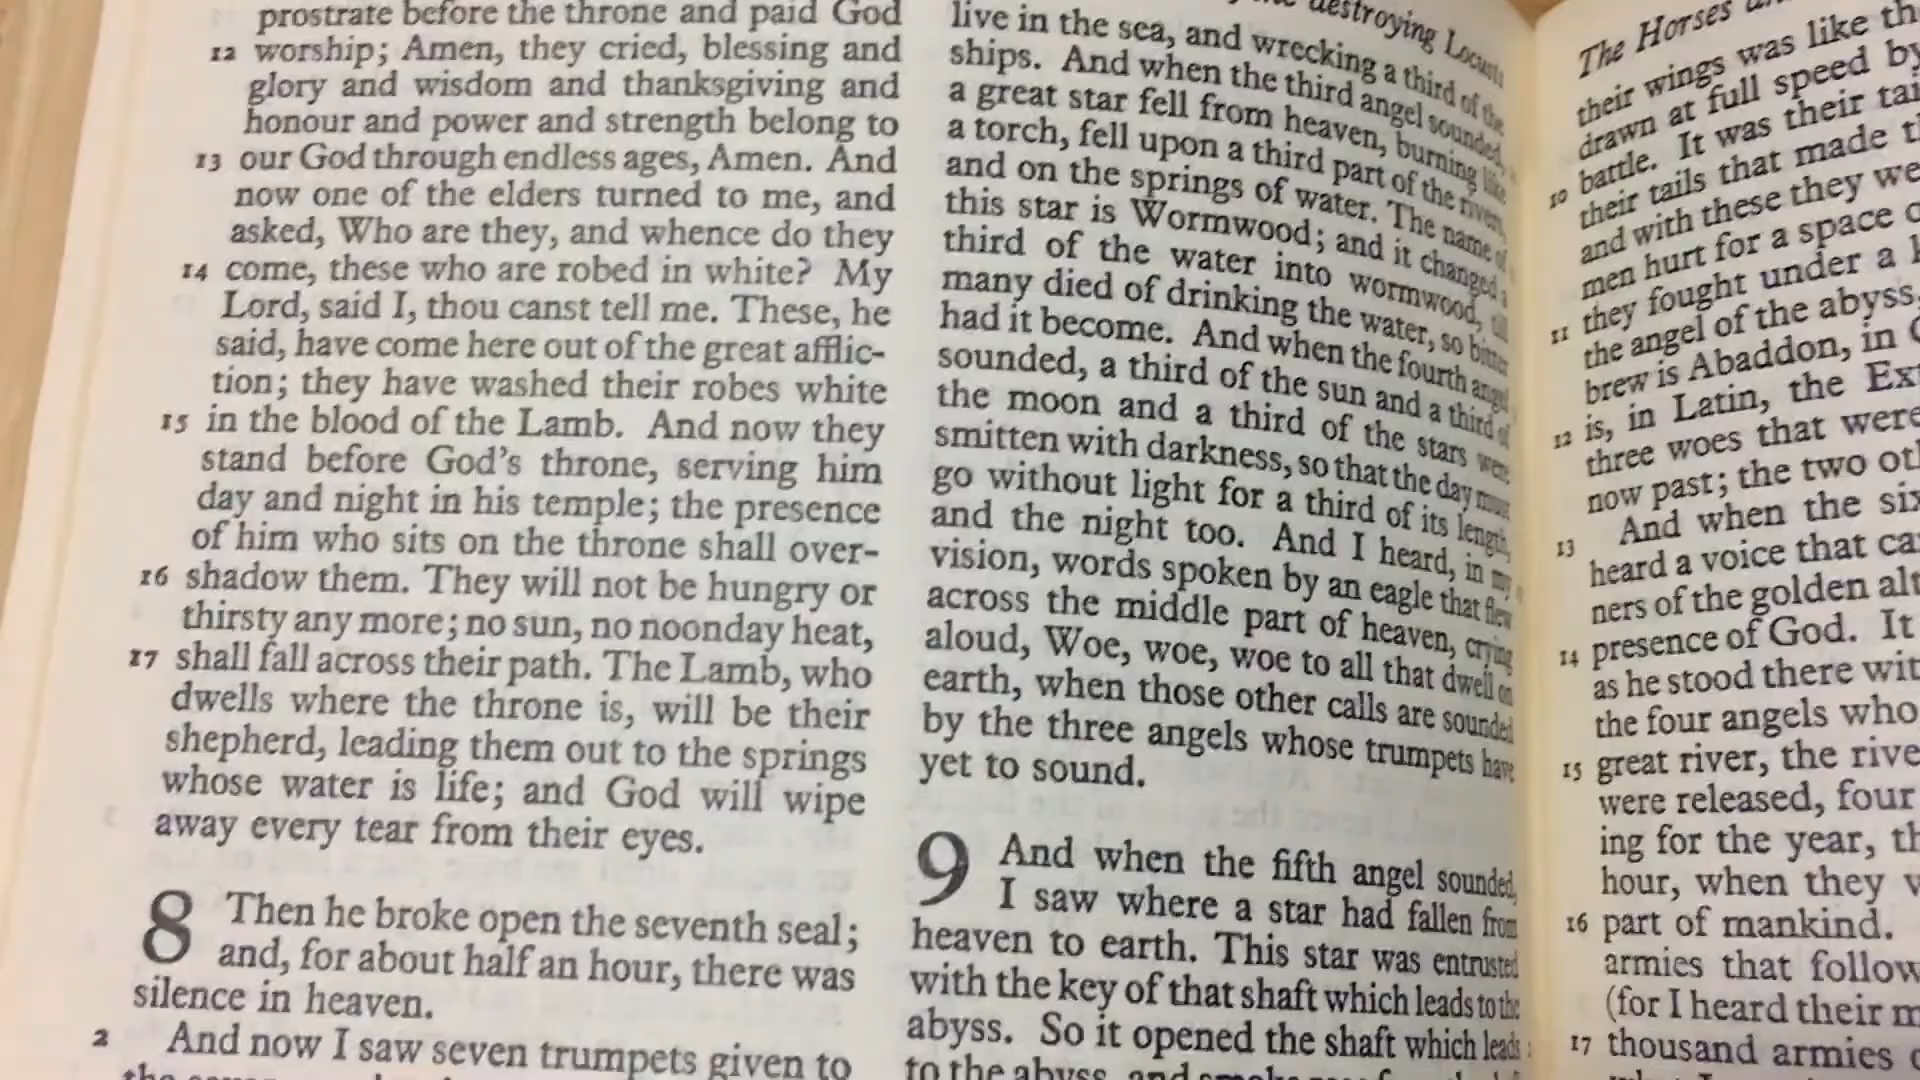 prostrate before the throne and paid God
12 worship; Amen, they cried, blessing and
glory and wisdom and thanksgiving and
honour and power and strength belong to
13 our God through endless ages, Amen. And
now one of the elders turned to me, and
asked, Who are they, and whence do they
14 come, these who are robed in white? My
Lord, said I, thou canst tell me. These, he
said, have come here out of the great afflic-
tion; they have washed their robes white
15 in the blood of the Lamb. And now they
stand before God's throne, serving him
day and night in his temple; the presence
of him who sits on the throne shall over-
16 shadow them. They will not be hungry or
thirsty any more; no sun, no noonday heat,
17 shall fall across their path. The Lamb, who
dwells where the throne is, will be their
shepherd, leading them out to the springs
whose water is life; and God will wipe
away every tear from their eyes.
8 Then he broke open the seventh seal;
and, for about half an hour, there was
silence in heaven.
2 And now I saw seven trumpets given to
destroying Locusts
live in the sea, and wrecking a third of the
ships. And when the third angel sounded,
a great star fell from heaven, burning like
a torch, fell upon a third part of the rivers,
and on the springs of water. The name of
this star is Wormwood; and it changed a
third of the water into wormwood, till
many died of drinking the water, so bitter
had it become. And when the fourth angel
sounded, a third of the sun and a third of
the moon and a third of the stars were
smitten with darkness, so that the day must
go without light for a third of its length,
and the night too. And I heard, in my
vision, words spoken by an eagle that flew
across the middle part of heaven, crying
aloud, Woe, woe, woe to all that dwell on
earth, when those other calls are sounded
by the three angels whose trumpets have
yet to sound.
9 And when the fifth angel sounded,
I saw where a star had fallen from
heaven to earth. This star was entrusted
with the key of that shaft which leads to the
abyss. So it opened the shaft which leads
to the abyss, and smoke
The Horses
their wings was like
drawn at full speed by
battle. It was their
10 their tails that made
and with these they
men hurt for a space
11 they fought under a
the angel of the abyss,
brew is Abaddon, in
is, in Latin, the
12 three woes that were
now past; the two
13 And when the
heard a voice that
ners of the golden
14 presence of God. It
as he stood there
the four angels who
15 great river, the
were released, four
ing for the year,
hour, when they
16 part of mankind.
armies that
(for I heard their
17 thousand armies